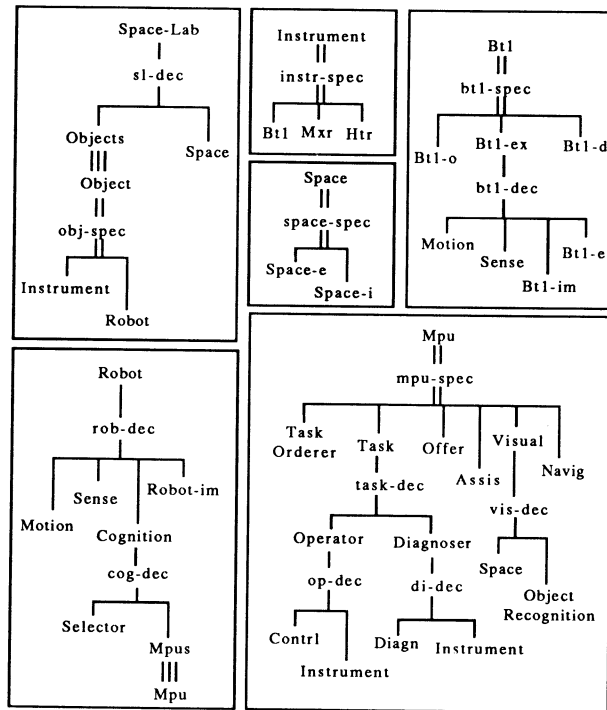 Space-Lab
sl-dec
Objects
Space
Object
obj-spec
Instrument
Robot
Instrument
instr-spec
Bt1 Mxr Htr
Space
space-spec
Space-e
Space-i
Bt1
bt1-spec
Bt1-o Bt1-ex Bt1-d
bt1-dec
Motion
Sense
Bt1-im
Bt1-e
Robot
rob-dec
Motion
Sense
Robot-im
Cognition
cog-dec
Selector
Mpus
Mpu
Mpu
mpu-spec
Task
Orderer
Task
Offer
Assis
Visual
Navig
task-dec
vis-dec
Operator
Diagnoser
Space
Object
Recognition
op-dec
di-dec
Contrl
Instrument
Diagn
Instrument